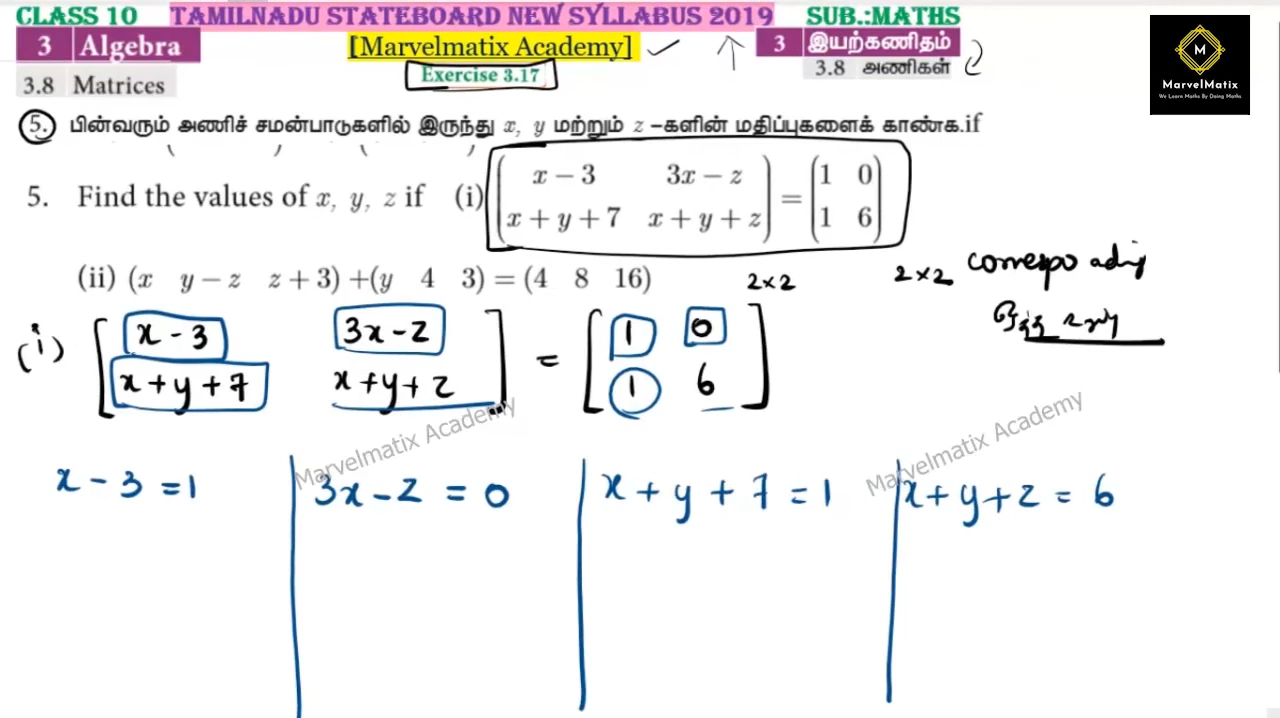 CLASS 10 TAMILNADU STATEBOARD NEW SYLLABUS 2019 SUB.:MATHS
3 Algebra [Marvelmatix Academy] 3 இயற்கணிதம்
3.8 Matrices Exercise 3.17 3.8 அணிகள்
M
MarvelMatix
We Learn Maths By Doing Maths
5. பின்வரும் அணிச் சமன்பாடுகளில் இருந்து x, y மற்றும் z -களின் மதிப்புகளைக் காண்க.if
5. Find the values of x, y, z if (i) ( x − 3 3x − z ) = ( 1 0 )
x + y + 7 x + y + z 1 6
(ii) (x y − z z + 3) + (y 4 3) = (4 8 16)
2×2 2×2 correspo nding
(i) [ x - 3 3x - z ] = [ 1 0 ]
x + y + 7 x + y + z 1 6
Marvelmatix Academy Marvelmatix Academy
x - 3 = 1 3x - z = 0 x + y + 7 = 1 x + y + z = 6